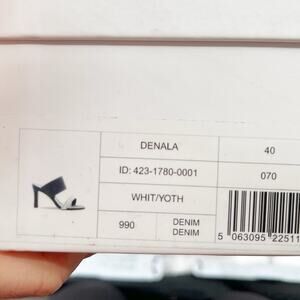 DENALA 40
ID: 423-1780-0001 070
WHIT/YOTH
990 DENIM
DENIM
5 063095 22511